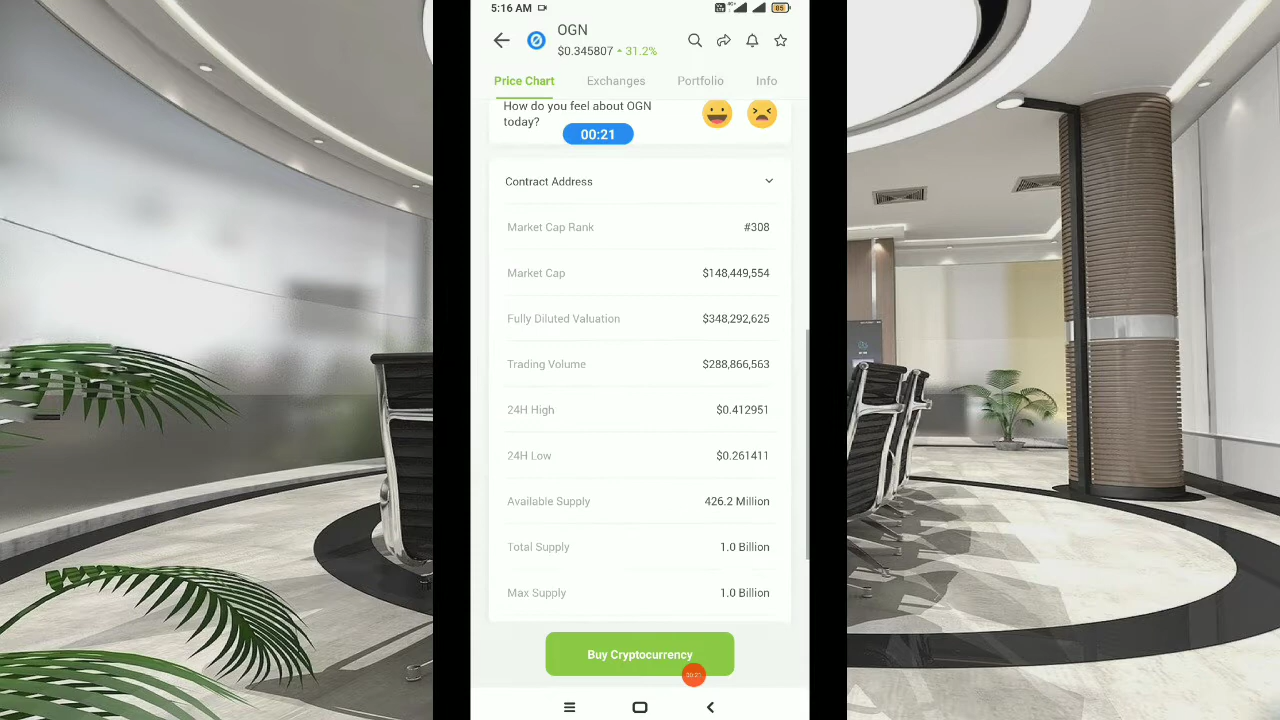 5:16 AM
85
OGN
$0.345807 31.2%
Price Chart Exchanges Portfolio Info
How do you feel about OGN
today?
00:21
Contract Address
Market Cap Rank #308
Market Cap $148,449,554
Fully Diluted Valuation $348,292,625
Trading Volume $288,866,563
24H High $0.412951
24H Low $0.261411
Available Supply 426.2 Million
Total Supply 1.0 Billion
Max Supply 1.0 Billion
Buy Cryptocurrency
00:21